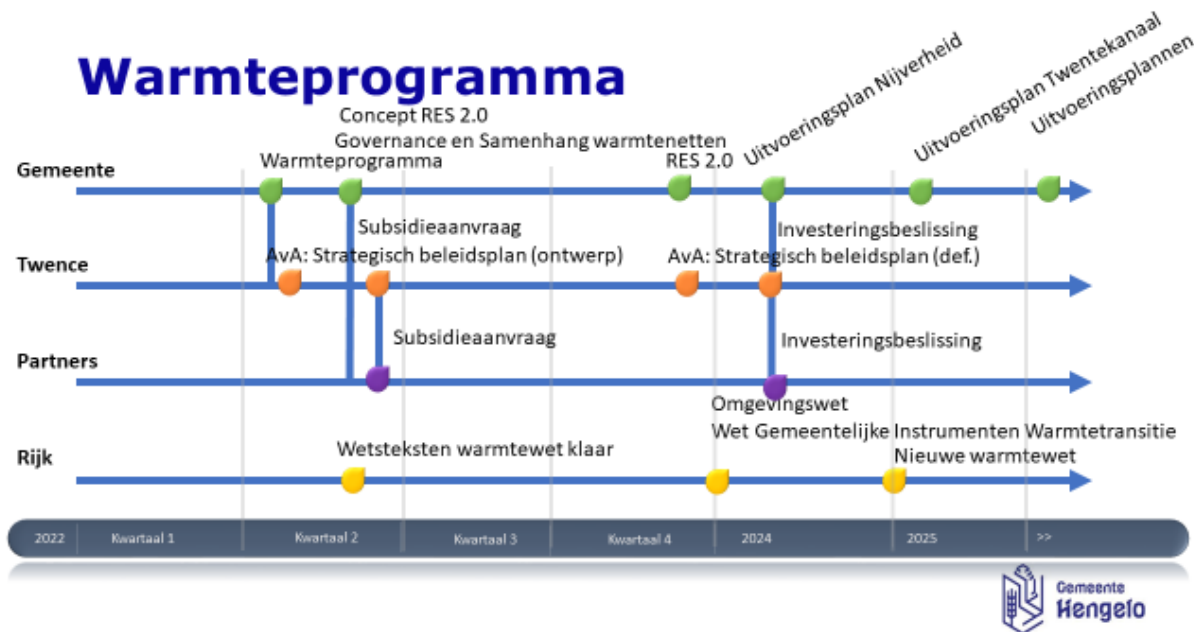 Warmteprogramma
Concept RES 2.0
Governance en Samenhang warmtenetten
Warmteprogramma
RES 2.0
Uitvoeringsplan Nijverheid
Uitvoeringsplan Twentekanaal
Uitvoeringsplannen
Gemeente
Subsidieaanvraag
Investeringsbeslissing
AvA: Strategisch beleidsplan (ontwerp)
AvA: Strategisch beleidsplan (def.)
Twence
Subsidieaanvraag
Investeringsbeslissing
Partners
Omgevingswet
Wet Gemeentelijke Instrumenten Warmtetransitie
Wetsteksten warmtewet klaar
Nieuwe warmtewet
Rijk
2022 Kwartaal 1 Kwartaal 2 Kwartaal 3 Kwartaal 4 2024 2025 >>
Gemeente
Hengelo